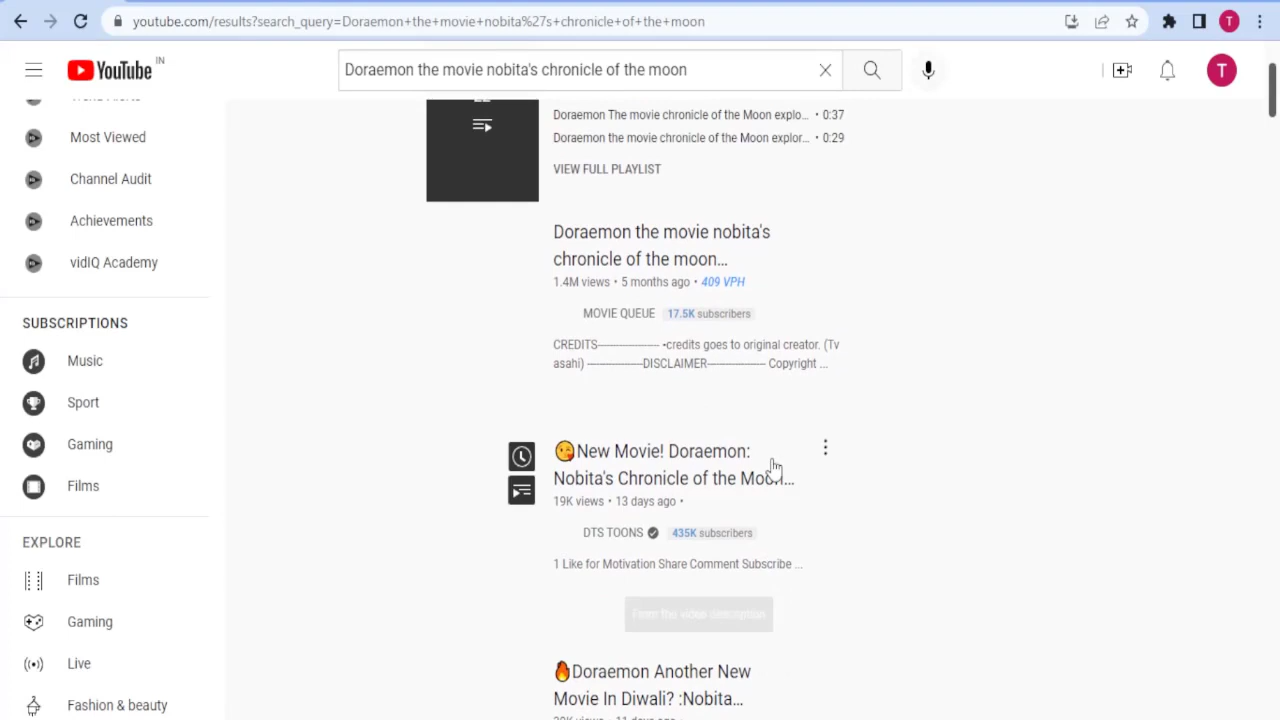 youtube.com/results?search_query=Doraemon+the+movie+nobita%27s+chronicle+of+the+moon
T
YouTube IN
Doraemon the movie nobita's chronicle of the moon
T
Most Viewed
Channel Audit
Achievements
vidIQ Academy
SUBSCRIPTIONS
Music
Sport
Gaming
Films
EXPLORE
Films
Gaming
Live
Fashion & beauty
Doraemon The movie chronicle of the Moon explo... • 0:37
Doraemon the movie chronicle of the Moon explor... • 0:29
VIEW FULL PLAYLIST
Doraemon the movie nobita's
chronicle of the moon...
1.4M views • 5 months ago • 409 VPH
MOVIE QUEUE 17.5K subscribers
CREDITS------------------- •credits goes to original creator. (Tv
asahi) ------------------DISCLAIMER------------------ Copyright ...
😘New Movie! Doraemon:
Nobita's Chronicle of the Moon...
19K views • 13 days ago •
DTS TOONS 435K subscribers
1 Like for Motivation Share Comment Subscribe ...
From the video description
🔥Doraemon Another New
Movie In Diwali? :Nobita...